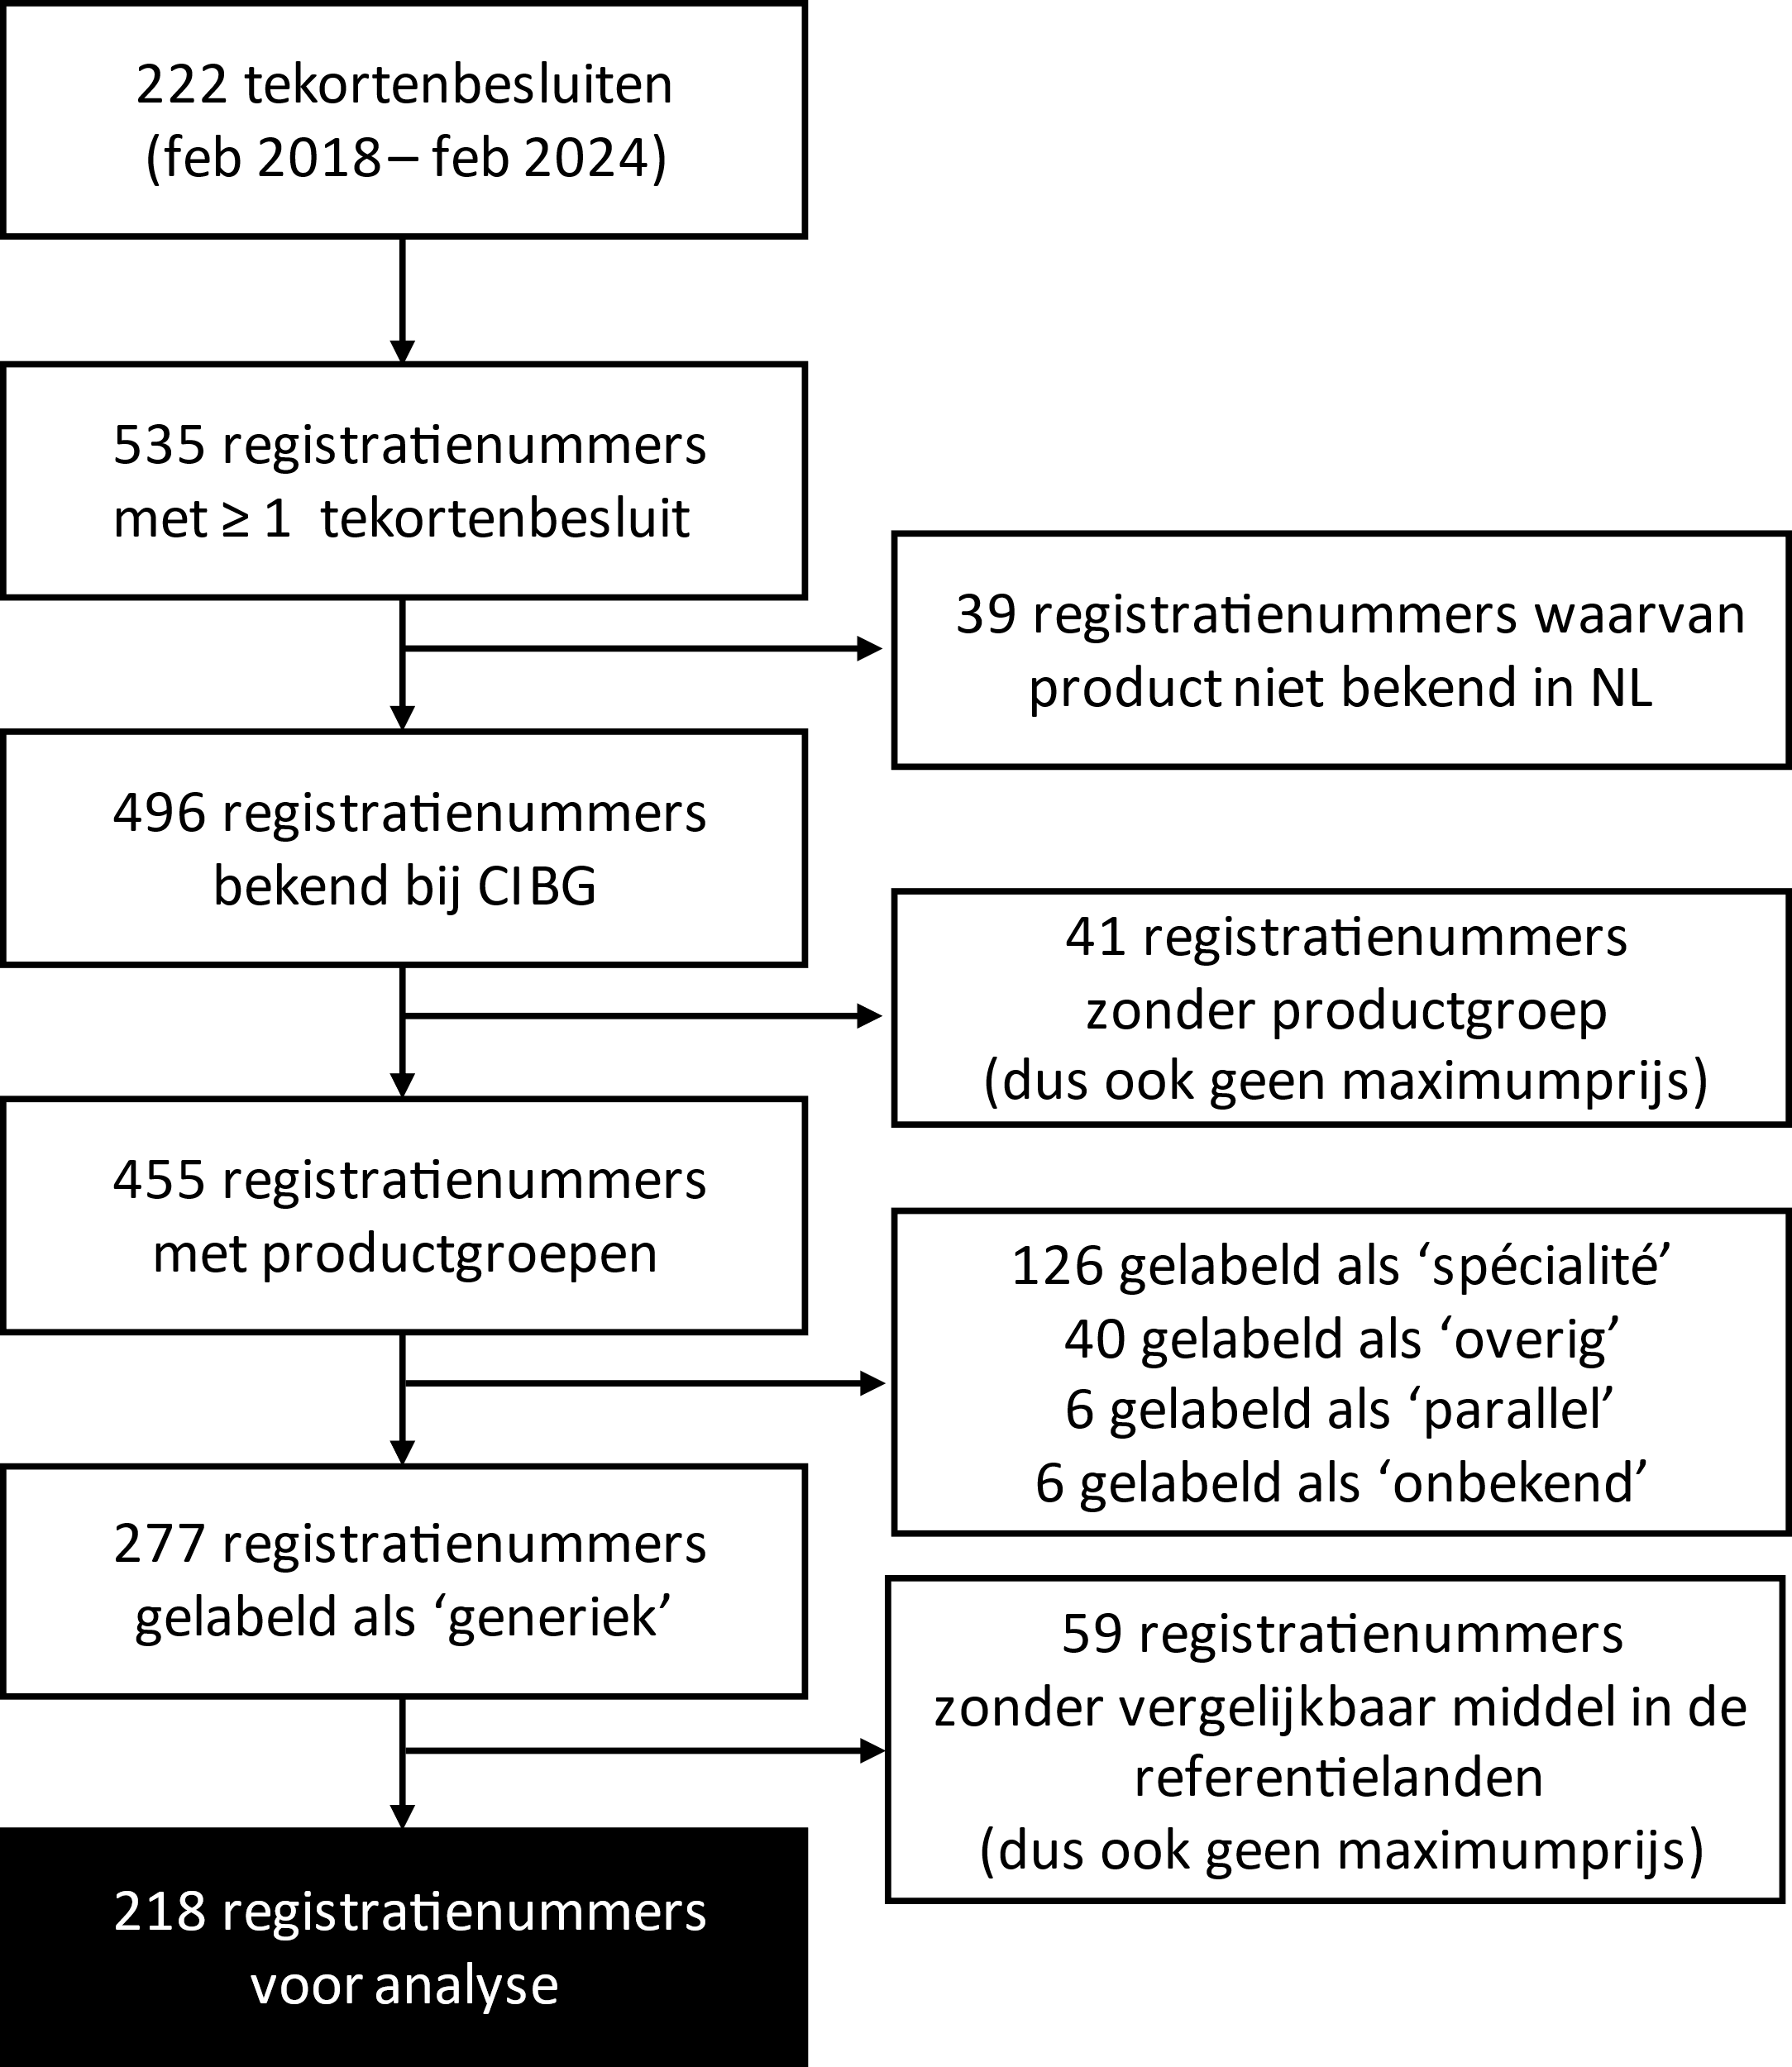 222 tekortenbesluiten
(feb 2018 – feb 2024)
535 registratienummers
met ≥ 1 tekortenbesluit
39 registratienummers waarvan
product niet bekend in NL
496 registratienummers
bekend bij CIBG
41 registratienummers
zonder productgroep
(dus ook geen maximumprijs)
455 registratienummers
met productgroepen
126 gelabeld als ‘spécialité’
40 gelabeld als ‘overig’
6 gelabeld als ‘parallel’
6 gelabeld als ‘onbekend’
277 registratienummers
gelabeld als ‘generiek’
59 registratienummers
zonder vergelijkbaar middel in de
referentielanden
(dus ook geen maximumprijs)
218 registratienummers
voor analyse